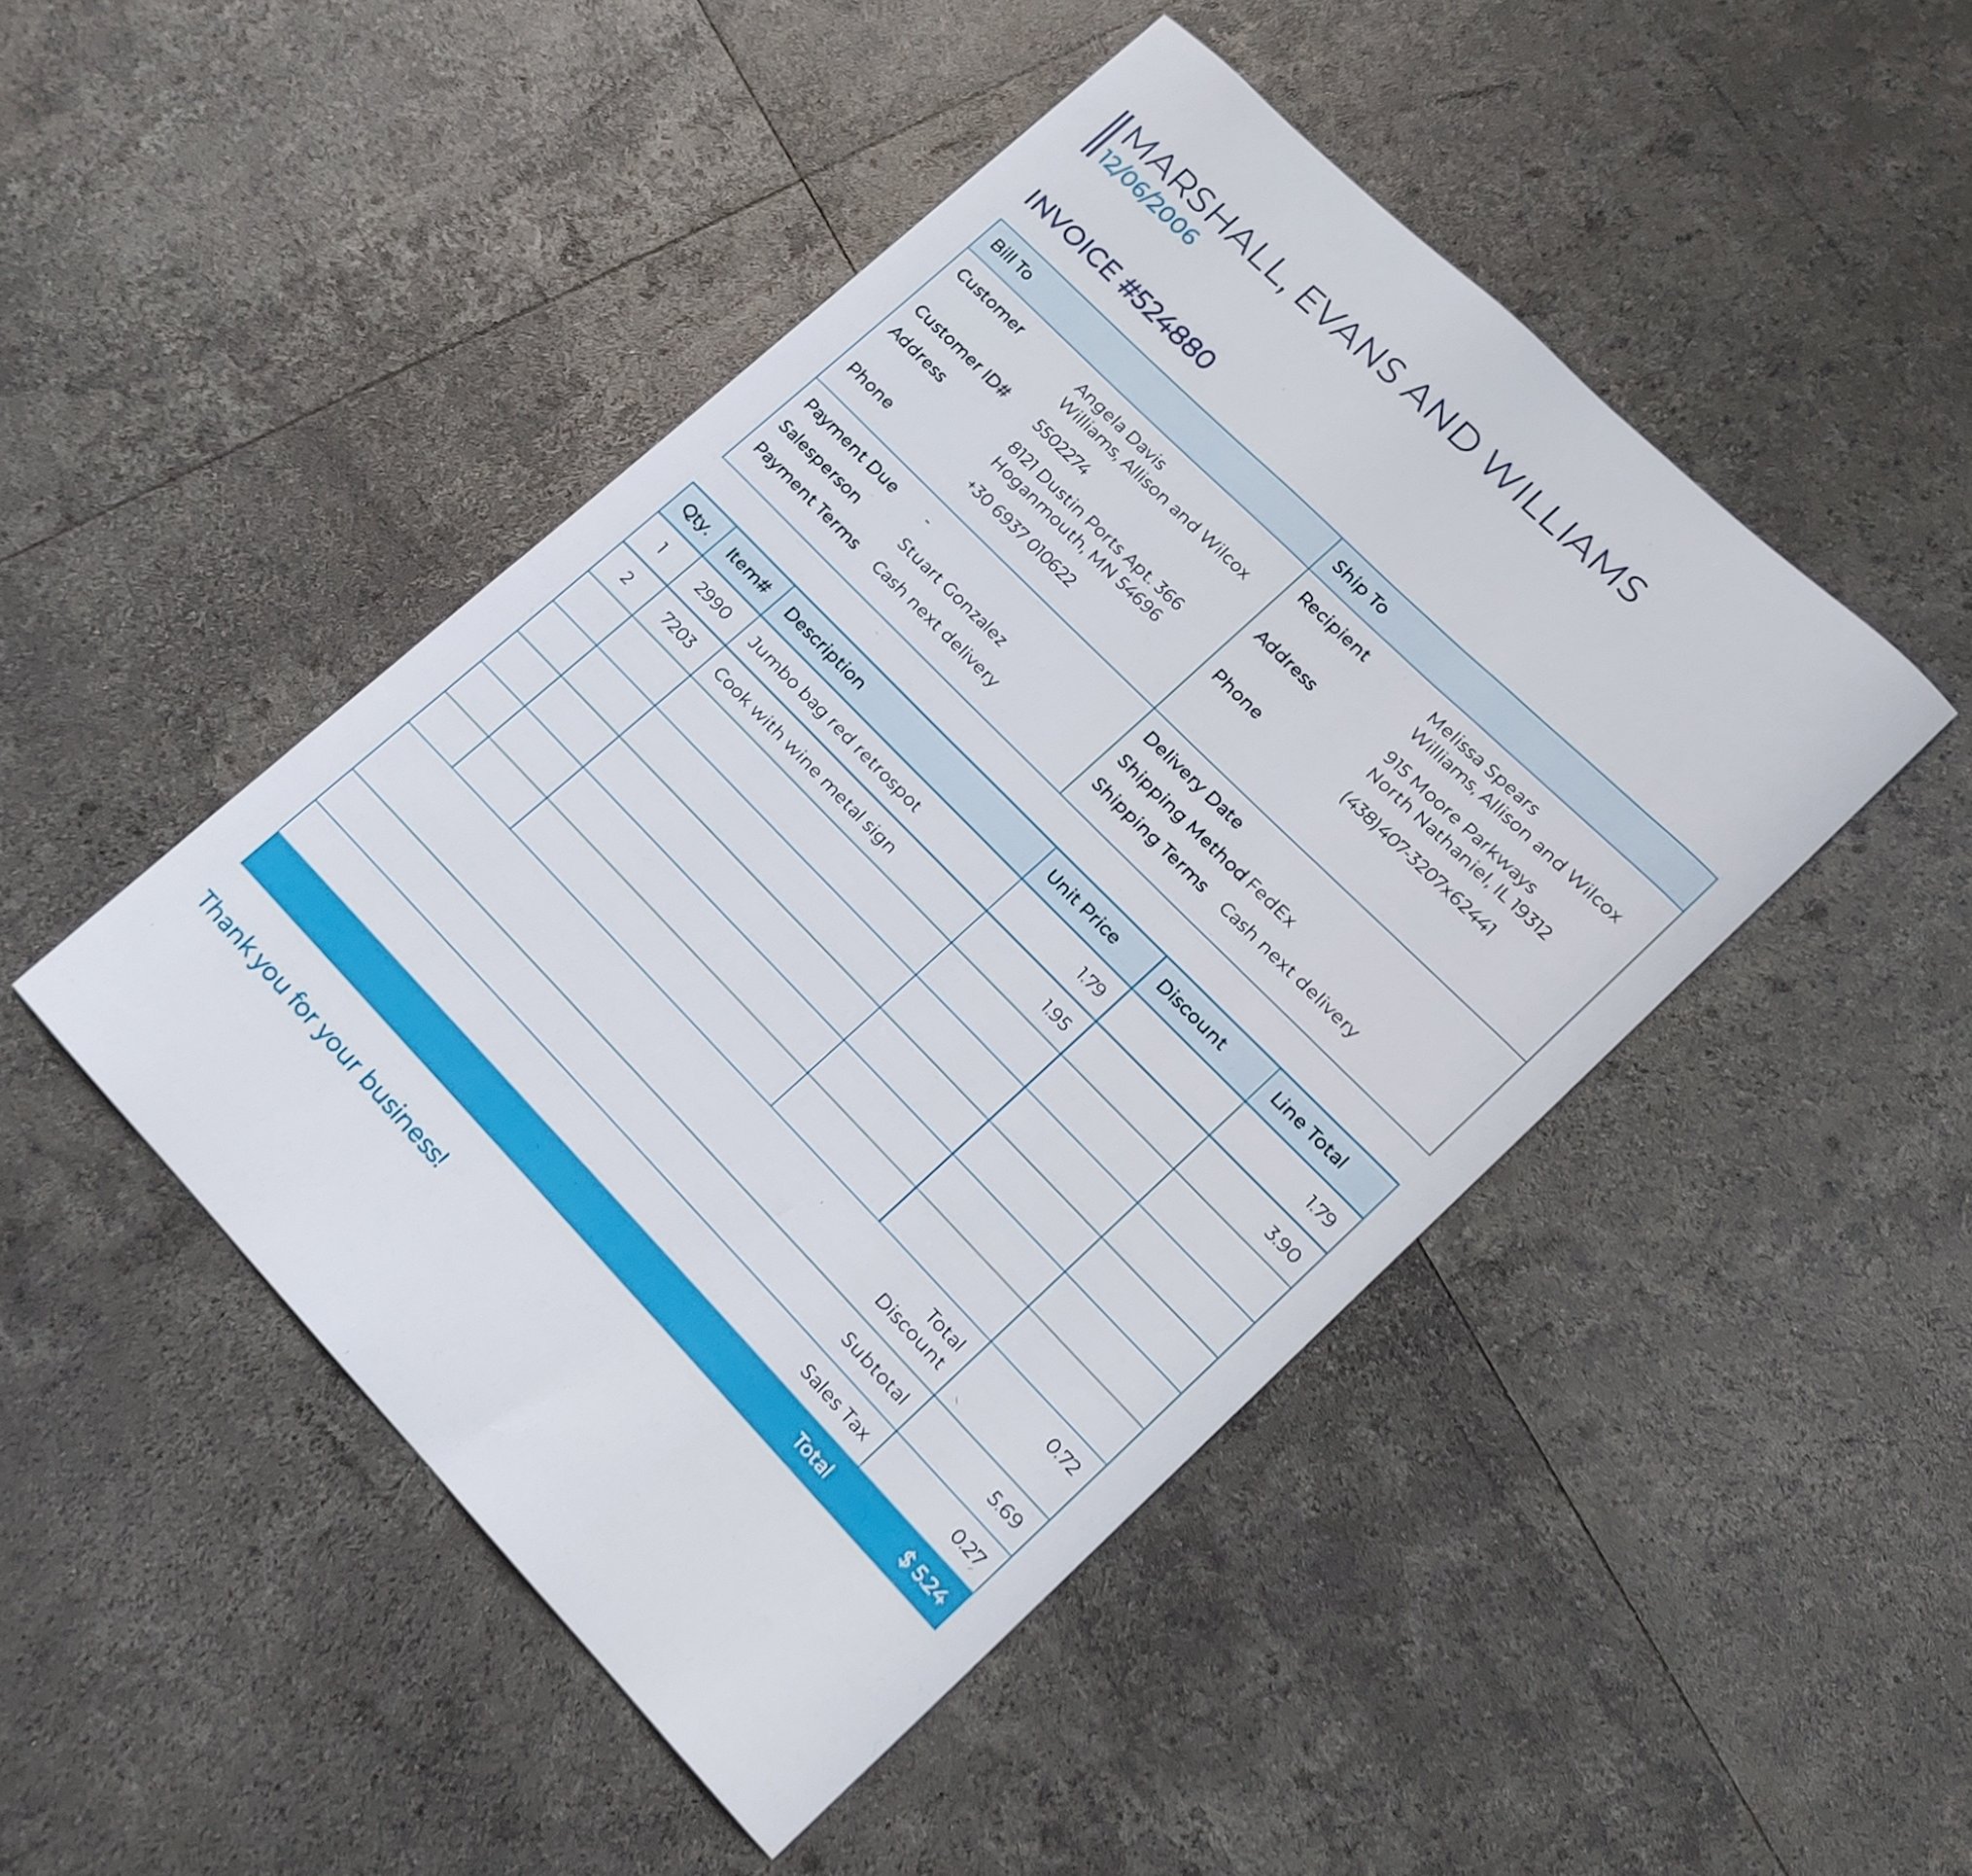 MARSHALL, EVANS AND WILLIAMS
12/06/2006
INVOICE #524880
Bill To
Customer Angela Davis
Williams, Allison and Wilcox
Customer ID# 5502274
Address 8121 Dustin Ports Apt. 366
Hoganmouth, MN 54696
Phone +30 6937 010622
Payment Due -
Salesperson Stuart Gonzalez
Payment Terms Cash next delivery
Ship To
Recipient Melissa Spears
Williams, Allison and Wilcox
Address 915 Moore Parkways
North Nathaniel, IL 19312
Phone (438)407-3207x62441
Delivery Date
Shipping Method FedEx
Shipping Terms Cash next delivery
Qty. Item# Description Unit Price Discount Line Total
1 2990 Jumbo bag red retrospot 1.79 1.79
2 7203 Cook with wine metal sign 1.95 3.90
Total
Discount 0.72
Subtotal 5.69
Sales Tax 0.27
Total $ 5.24
Thank you for your business!